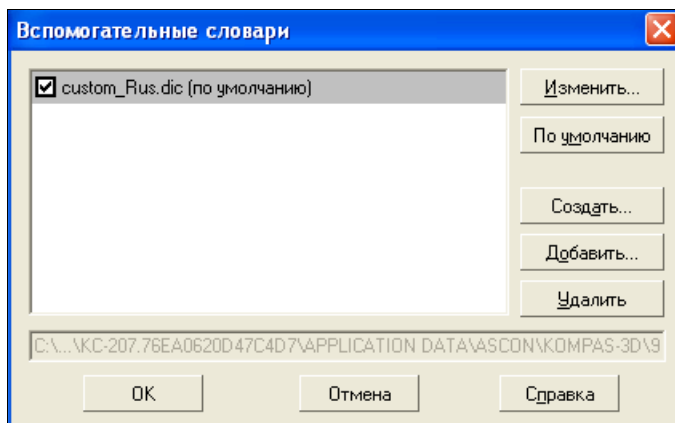 Вспомогательные словари
custom_Rus.dic (по умолчанию)
Изменить...
По умолчанию
Создать...
Добавить...
Удалить
C:\...\KC-207.76EA0620D47C4D7\APPLICATION DATA\ASCON\KOMPAS-3D\9
OK
Отмена
Справка